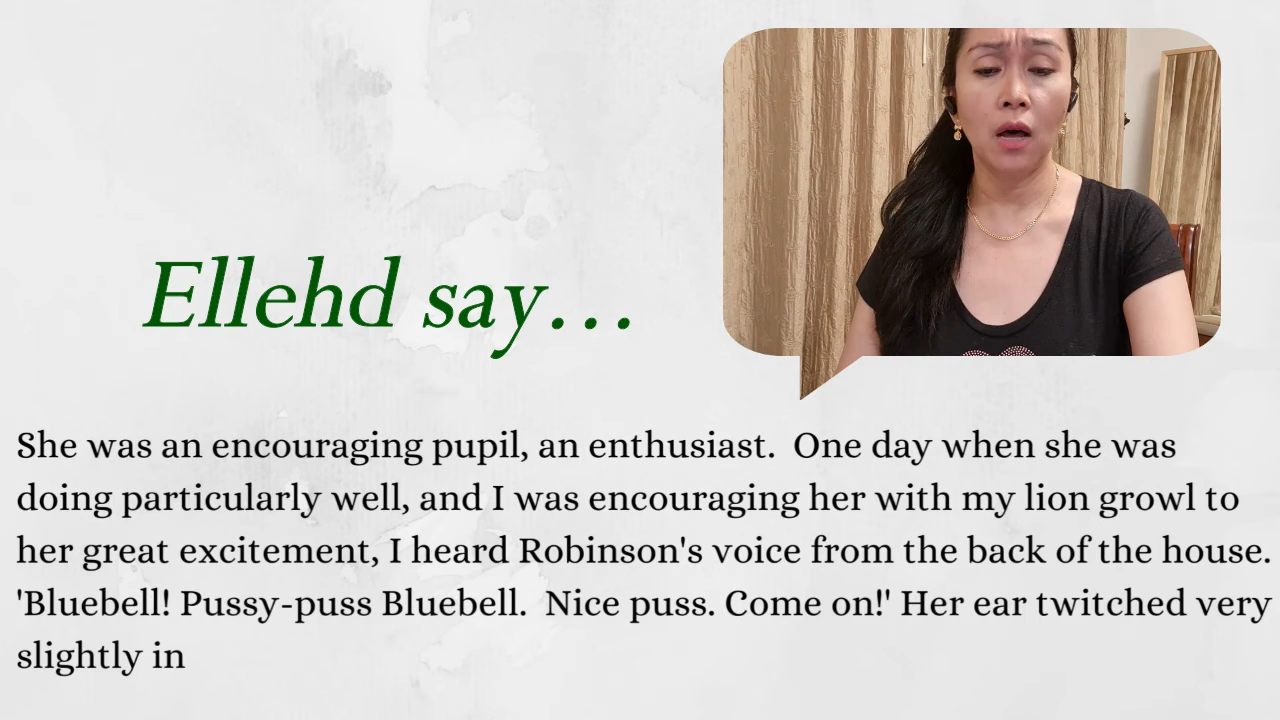 Ellehd say...
She was an encouraging pupil, an enthusiast.  One day when she was
doing particularly well, and I was encouraging her with my lion growl to
her great excitement, I heard Robinson's voice from the back of the house.
'Bluebell! Pussy-puss Bluebell.  Nice puss. Come on!' Her ear twitched very
slightly in